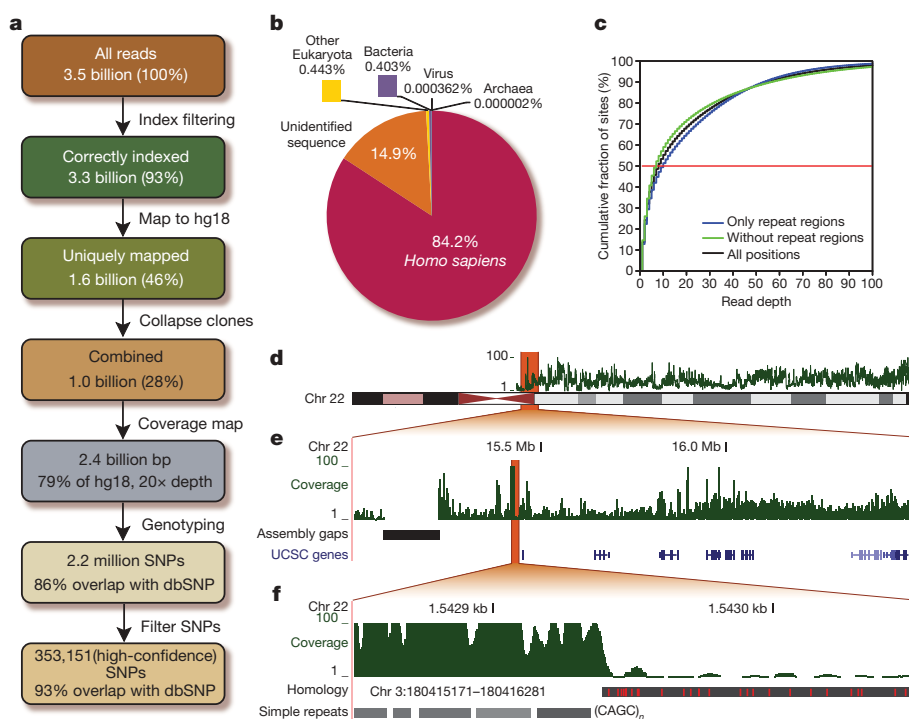 a
All reads
3.5 billion (100%)
Index filtering
Correctly indexed
3.3 billion (93%)
Map to hg18
Uniquely mapped
1.6 billion (46%)
Collapse clones
Combined
1.0 billion (28%)
Coverage map
2.4 billion bp
79% of hg18, 20× depth
Genotyping
2.2 million SNPs
86% overlap with dbSNP
Filter SNPs
353,151(high-confidence)
SNPs
93% overlap with dbSNP
b
Other
Eukaryota
0.443%
Bacteria
0.403%
Virus
0.000362%
Archaea
0.000002%
Unidentified
sequence
14.9%
84.2%
Homo sapiens
c
Cumulative fraction of sites (%)
100
90
80
70
60
50
40
30
20
10
0
Only repeat regions
Without repeat regions
All positions
0 10 20 30 40 50 60 70 80 90 100
Read depth
d
100
1
Chr 22
e
Chr 22 15.5 Mb 16.0 Mb
100
Coverage
1
Assembly gaps
UCSC genes
f
Chr 22 1.5429 kb 1.5430 kb
100
Coverage
1
Homology Chr 3:180415171–180416281
Simple repeats (CAGC)n